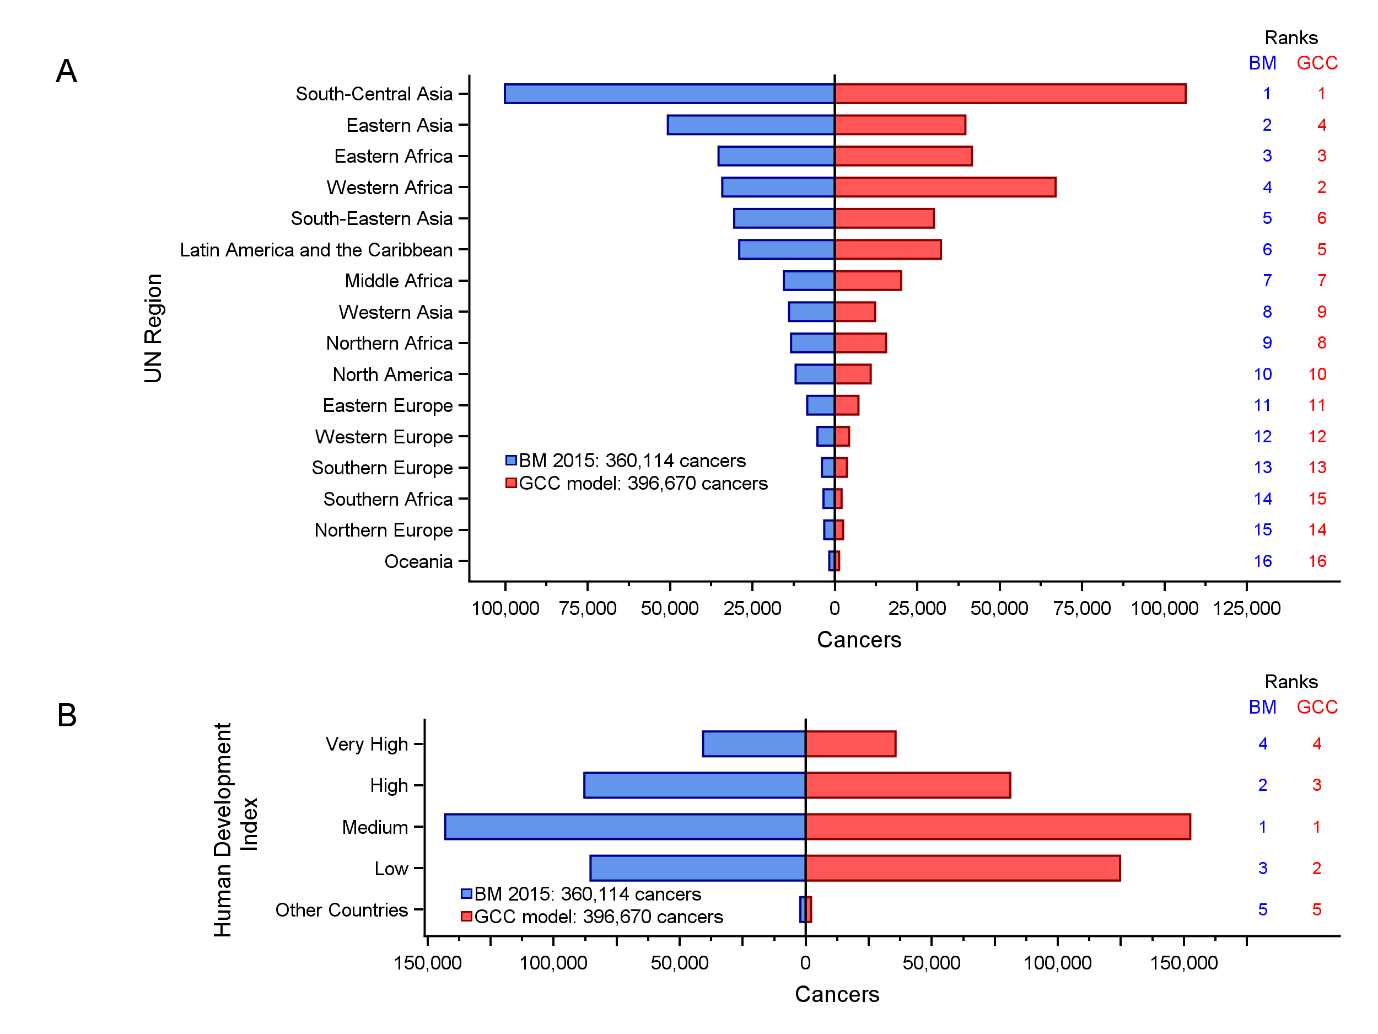 A
Ranks
BM GCC
South-Central Asia 1 1
Eastern Asia 2 4
Eastern Africa 3 3
Western Africa 4 2
South-Eastern Asia 5 6
Latin America and the Caribbean 6 5
Middle Africa 7 7
Western Asia 8 9
Northern Africa 9 8
North America 10 10
Eastern Europe 11 11
Western Europe 12 12
Southern Europe 13 13
Southern Africa 14 15
Northern Europe 15 14
Oceania 16 16
UN Region
BM 2015: 360,114 cancers
GCC model: 396,670 cancers
100,000 75,000 50,000 25,000 0 25,000 50,000 75,000 100,000 125,000
Cancers
B
Ranks
BM GCC
Very High 4 4
High 2 3
Medium 1 1
Low 3 2
Other Countries 5 5
Human Development
Index
BM 2015: 360,114 cancers
GCC model: 396,670 cancers
150,000 100,000 50,000 0 50,000 100,000 150,000
Cancers